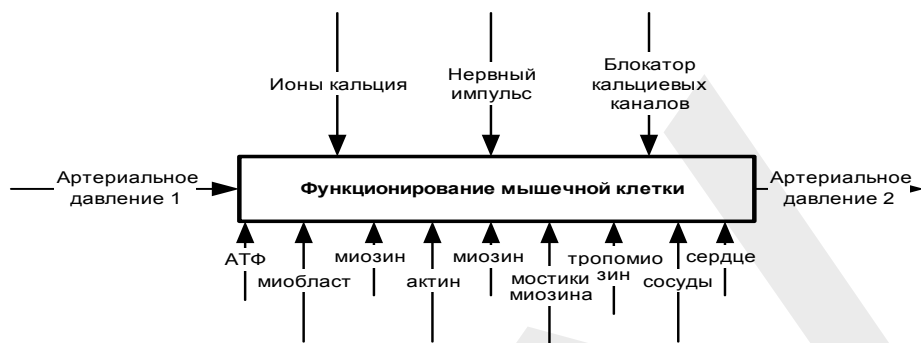 Ионы кальция
Нервный
импульс
Блокатор
кальциевых
каналов
Артериальное
давление 1
Функционирование мышечной клетки
Артериальное
давление 2
АТФ
миобласт
миозин
актин
миозин
мостики
миозина
тропомио
зин
сосуды
сердце